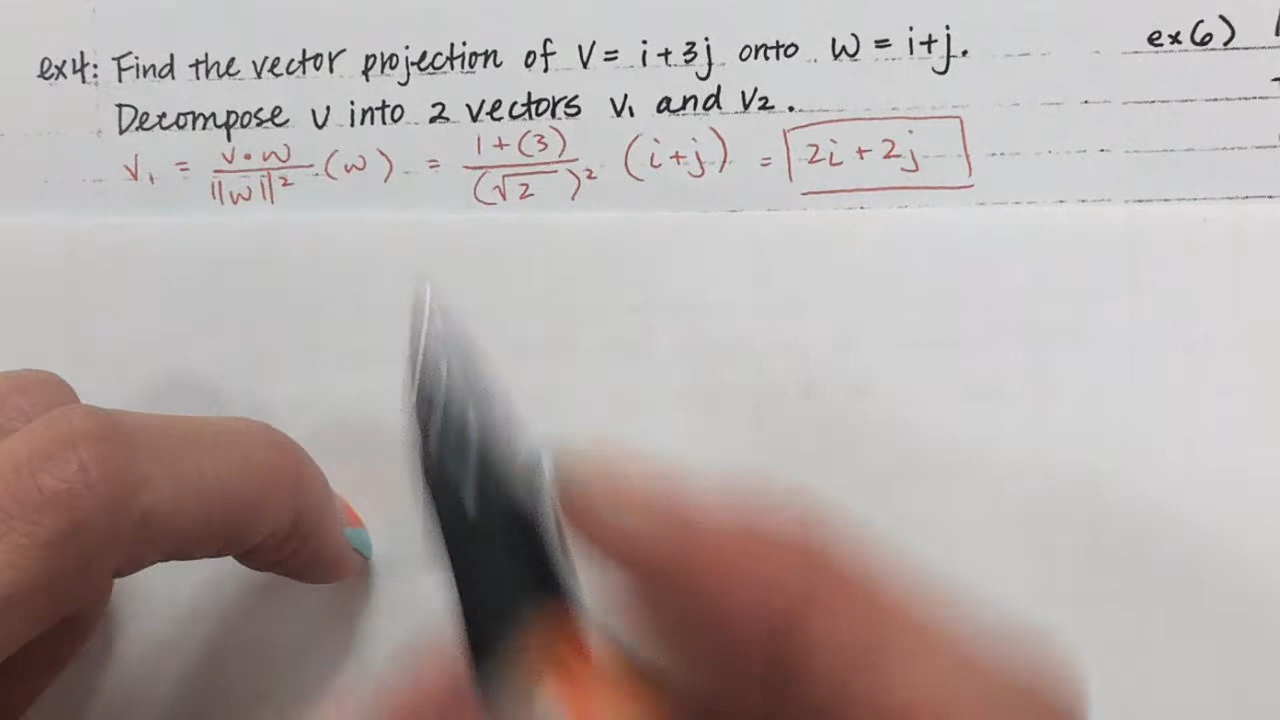 ex4: Find the vector projection of V = i + 3j onto W = i+j.
Decompose v into 2 vectors v₁ and v₂.
V₁ = V•W / ||W||² · (W) = 1+(3) / (√2)² (i+j) = 2i + 2j
ex6)